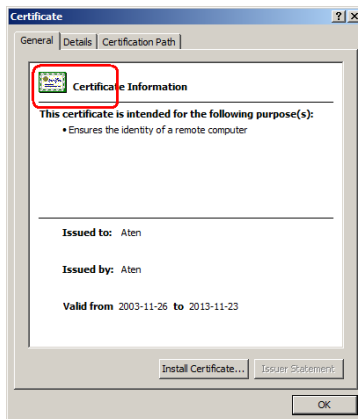 Certificate
General Details Certification Path
Certificate Information
This certificate is intended for the following purpose(s):
• Ensures the identity of a remote computer
Issued to: Aten
Issued by: Aten
Valid from 2003-11-26 to 2013-11-23
Install Certificate... Issuer Statement
OK